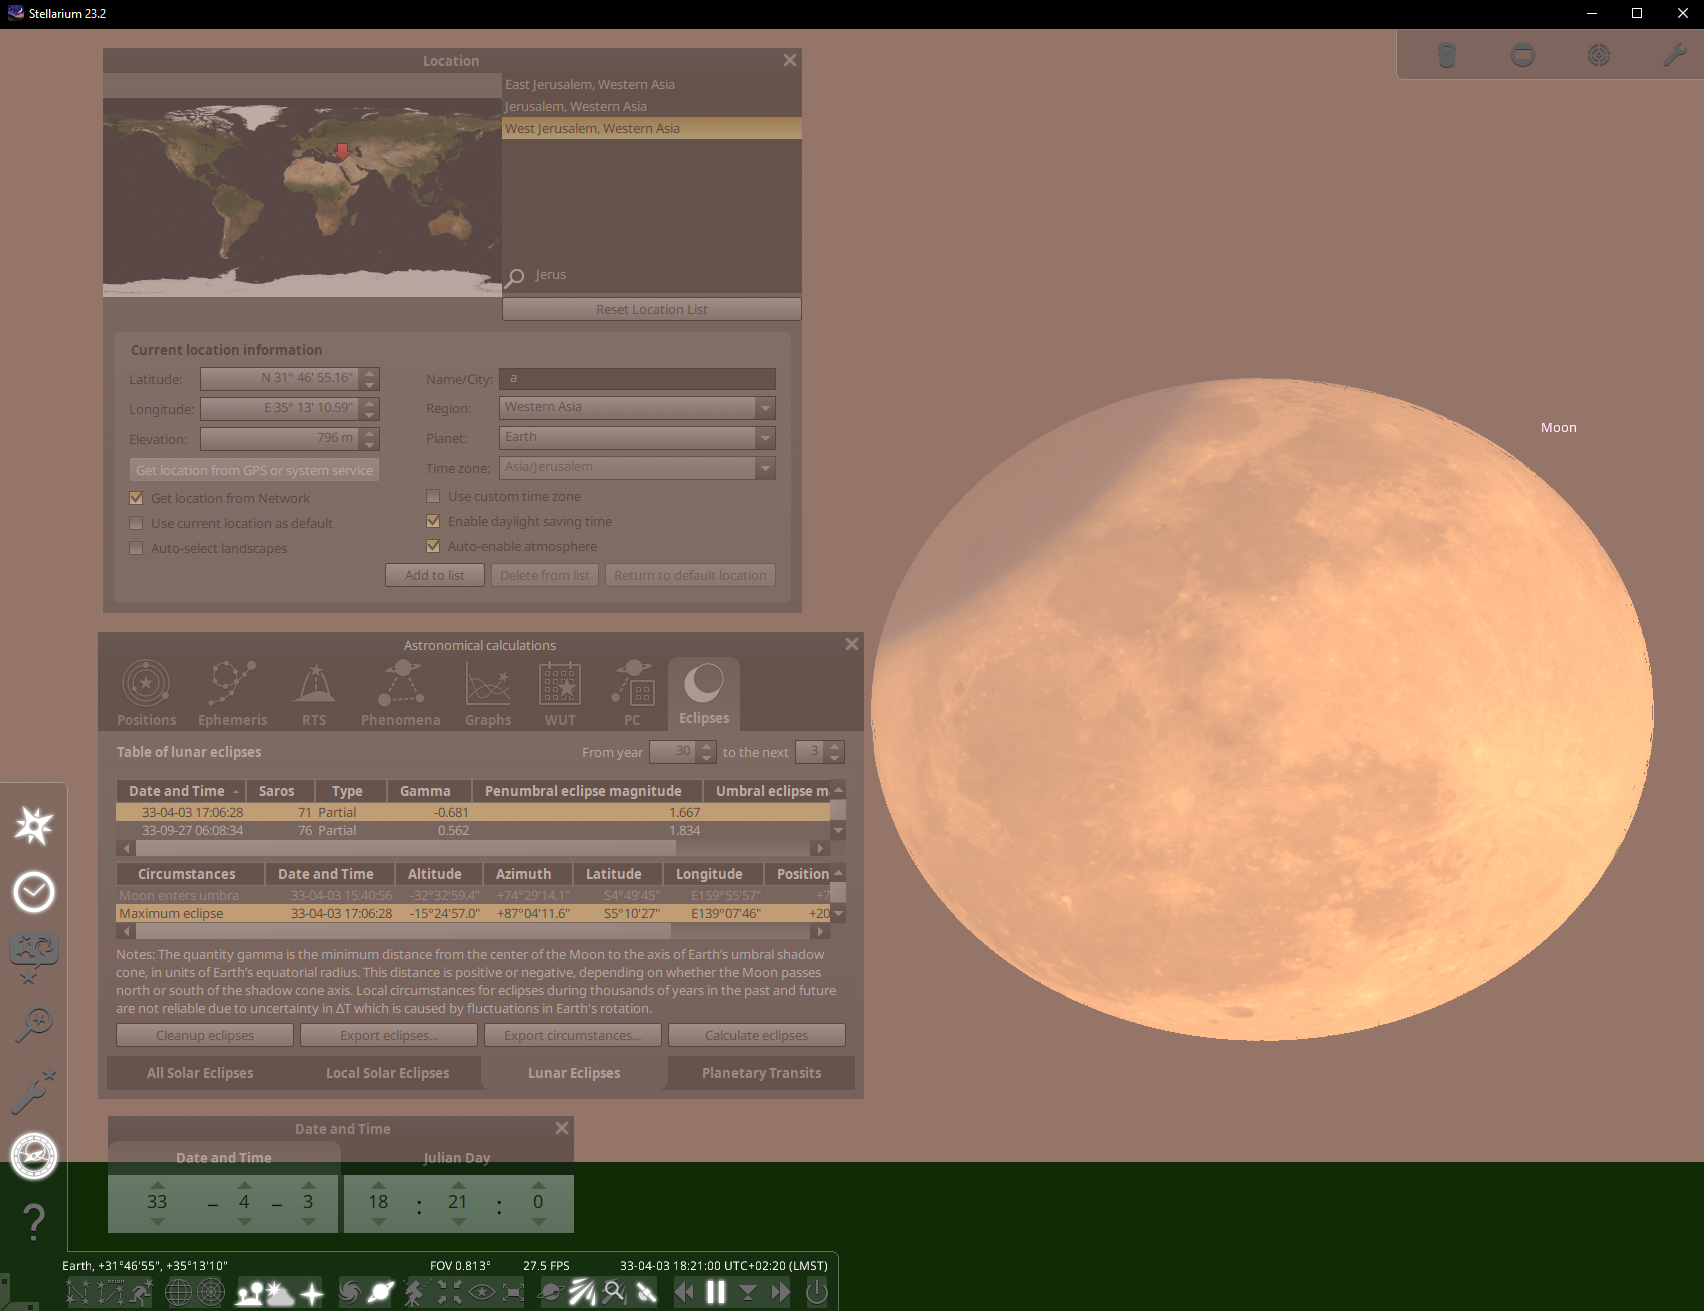 Stellarium 23.2
Location
East Jerusalem, Western Asia
Jerusalem, Western Asia
West Jerusalem, Western Asia
Jerus
Reset Location List
Current location information
Latitude: N 31° 46' 55.16"
Longitude: E 35° 13' 10.59"
Elevation: 796 m
Get location from GPS or system service
Get location from Network
Use current location as default
Auto-select landscapes
Name/City: a
Region: Western Asia
Planet: Earth
Time zone: Asia/Jerusalem
Use custom time zone
Enable daylight saving time
Auto-enable atmosphere
Add to list Delete from list Return to default location
Moon
Astronomical calculations
Positions Ephemeris RTS Phenomena Graphs WUT PC Eclipses
Table of lunar eclipses From year 30 to the next 3
Date and Time Saros Type Gamma Penumbral eclipse magnitude Umbral eclipse m
33-04-03 17:06:28 71 Partial -0.681 1.667
33-09-27 06:08:34 76 Partial 0.562 1.834
Circumstances Date and Time Altitude Azimuth Latitude Longitude Position
Moon enters umbra 33-04-03 15:40:56 -32°32'59.4" +74°29'14.1" S4°49'45" E159°55'57" +7
Maximum eclipse 33-04-03 17:06:28 -15°24'57.0" +87°04'11.6" S5°10'27" E139°07'46" +20
Notes: The quantity gamma is the minimum distance from the center of the Moon to the axis of Earth’s umbral shadow
cone, in units of Earth’s equatorial radius. This distance is positive or negative, depending on whether the Moon passes
north or south of the shadow cone axis. Local circumstances for eclipses during thousands of years in the past and future
are not reliable due to uncertainty in ΔT which is caused by fluctuations in Earth's rotation.
Cleanup eclipses Export eclipses... Export circumstances... Calculate eclipses
All Solar Eclipses Local Solar Eclipses Lunar Eclipses Planetary Transits
Date and Time
Date and Time Julian Day
33 – 4 – 3 18 : 21 : 0
Earth, +31°46'55", +35°13'10" FOV 0.813° 27.5 FPS 33-04-03 18:21:00 UTC+02:20 (LMST)